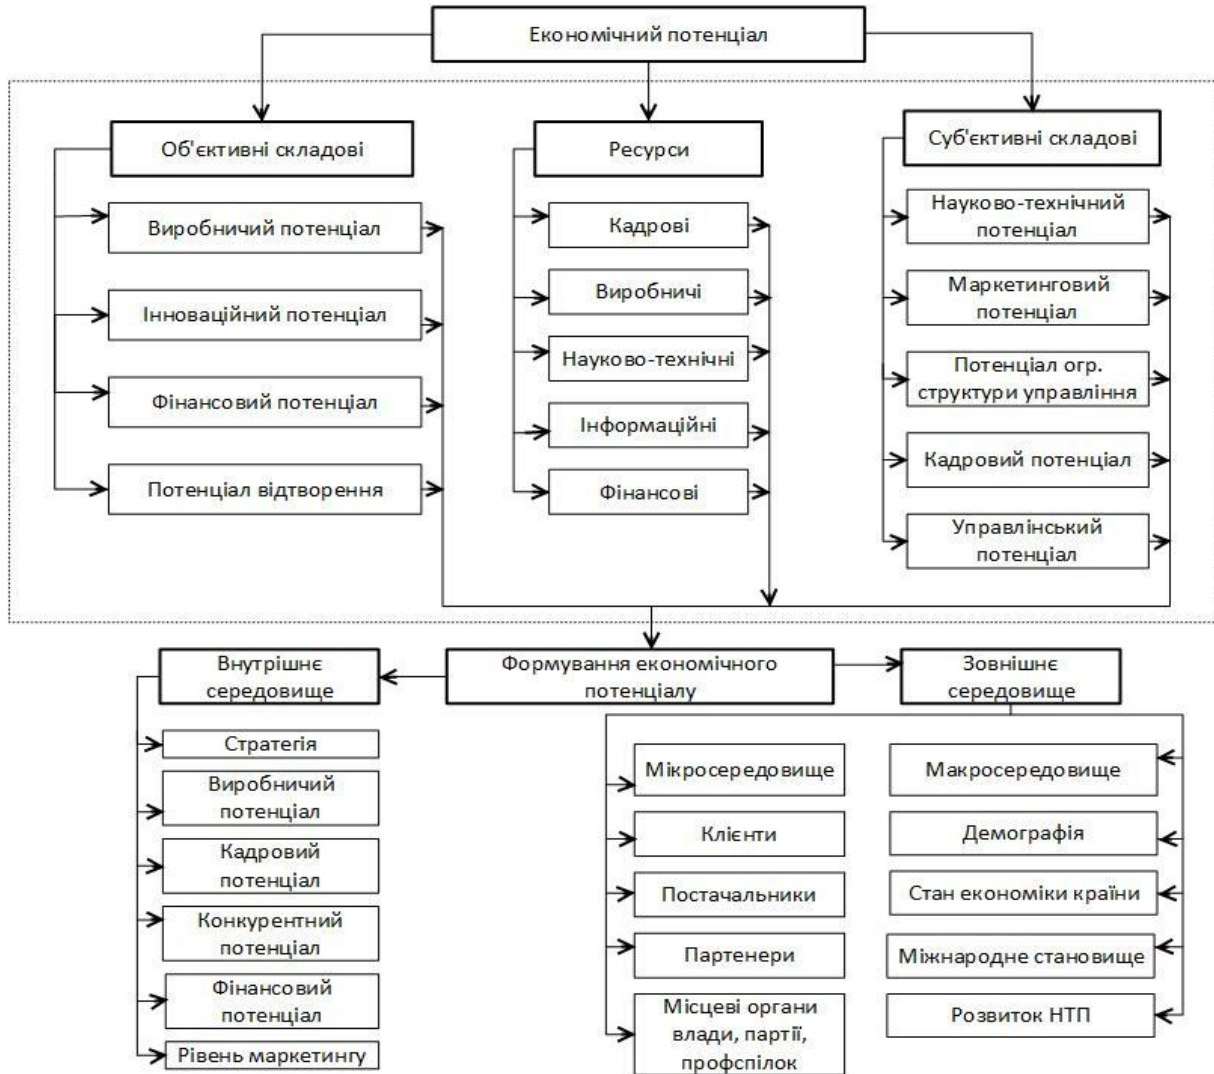 Економічний потенціал
Об'єктивні складові
Виробничий потенціал
Інноваційний потенціал
Фінансовий потенціал
Потенціал відтворення
Ресурси
Кадрові
Виробничі
Науково-технічні
Інформаційні
Фінансові
Суб'єктивні складові
Науково-технічний
потенціал
Маркетинговий
потенціал
Потенціал огр.
структури управління
Кадровий потенціал
Управлінський
потенціал
Внутрішнє
середовище
Формування економічного
потенціалу
Зовнішнє
середовище
Стратегія
Виробничий
потенціал
Кадровий
потенціал
Конкурентний
потенціал
Фінансовий
потенціал
Рівень маркетингу
Мікросередовище
Клієнти
Постачальники
Партенери
Місцеві органи
влади, партії,
профспілок
Макросередовище
Демографія
Стан економіки країни
Міжнародне становище
Розвиток НТП